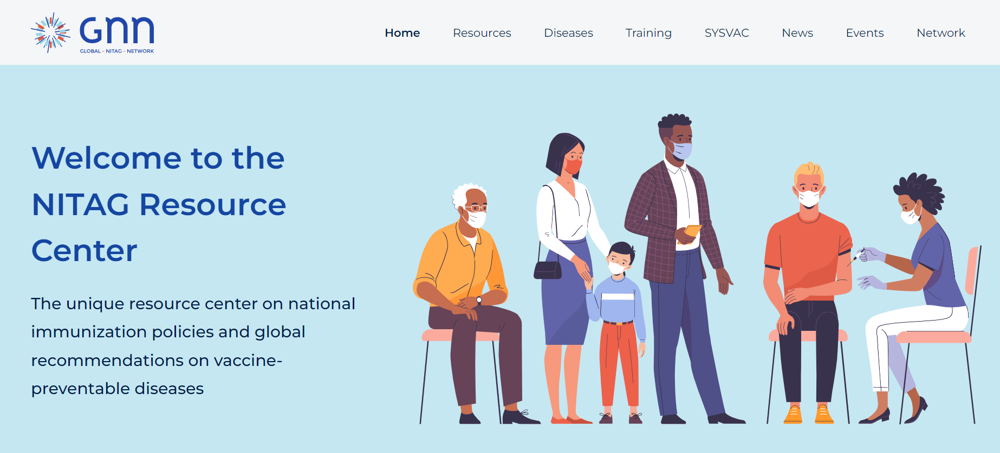 Gnn
GLOBAL - NITAG - NETWORK
Home Resources Diseases Training SYSVAC News Events Network
Welcome to the
NITAG Resource
Center
The unique resource center on national
immunization policies and global
recommendations on vaccine-
preventable diseases